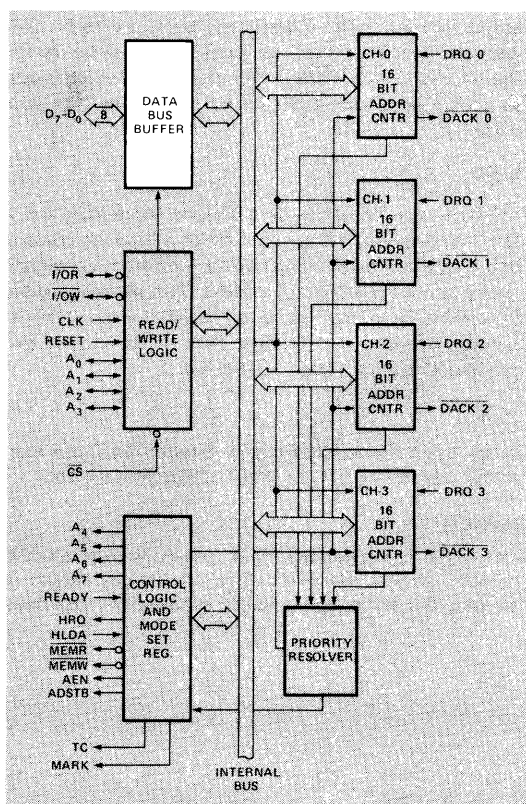 D₇-D₀
8
DATA
BUS
BUFFER
I/OR
I/OW
CLK
RESET
A₀
A₁
A₂
A₃
CS
READ/
WRITE
LOGIC
A₄
A₅
A₆
A₇
READY
HRQ
HLDA
MEMR
MEMW
AEN
ADSTB
TC
MARK
CONTROL
LOGIC
AND
MODE
SET
REG.
INTERNAL
BUS
CH-0
16
BIT
ADDR
CNTR
DRQ 0
DACK 0
CH-1
16
BIT
ADDR
CNTR
DRQ 1
DACK 1
CH-2
16
BIT
ADDR
CNTR
DRQ 2
DACK 2
CH-3
16
BIT
ADDR
CNTR
DRQ 3
DACK 3
PRIORITY
RESOLVER